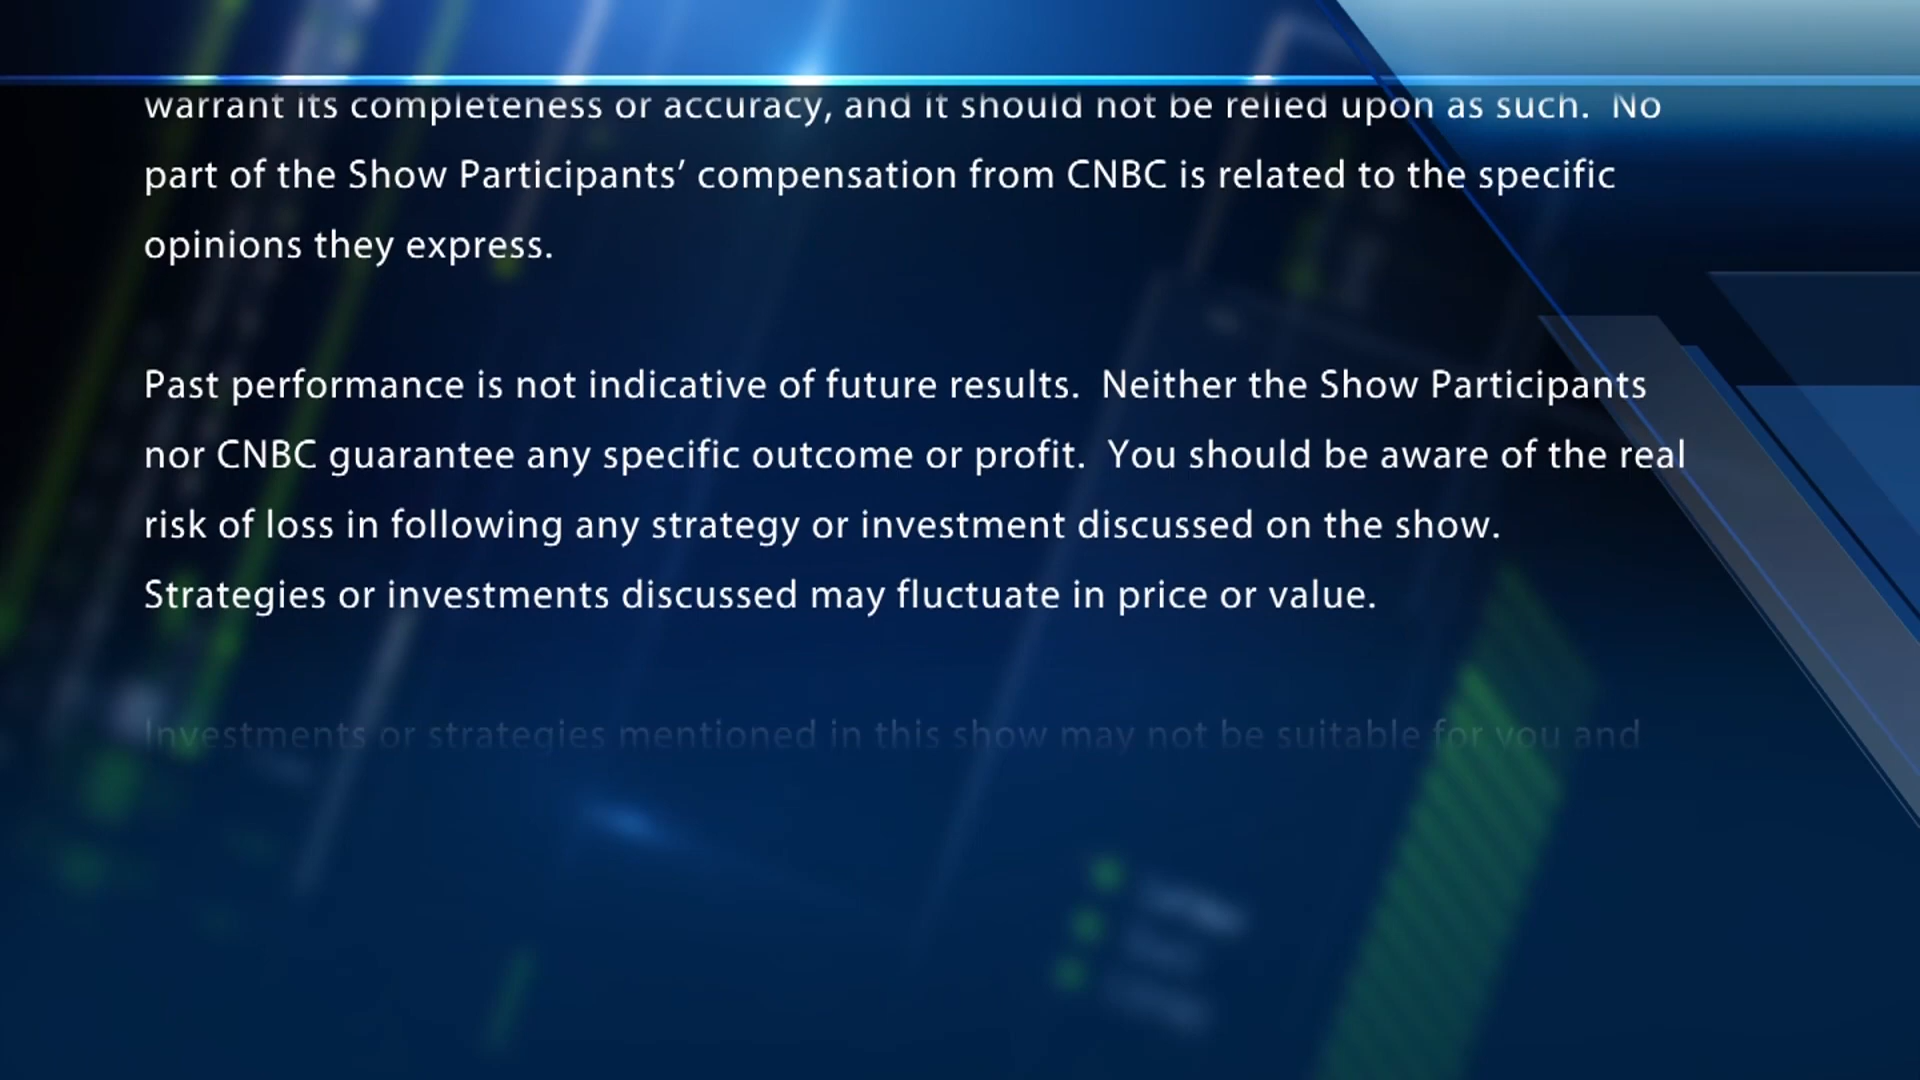 warrant its completeness or accuracy, and it should not be relied upon as such.  No
part of the Show Participants’ compensation from CNBC is related to the specific
opinions they express.
Past performance is not indicative of future results.  Neither the Show Participants
nor CNBC guarantee any specific outcome or profit.  You should be aware of the real
risk of loss in following any strategy or investment discussed on the show.
Strategies or investments discussed may fluctuate in price or value.
Investments or strategies mentioned in this show may not be suitable for you and